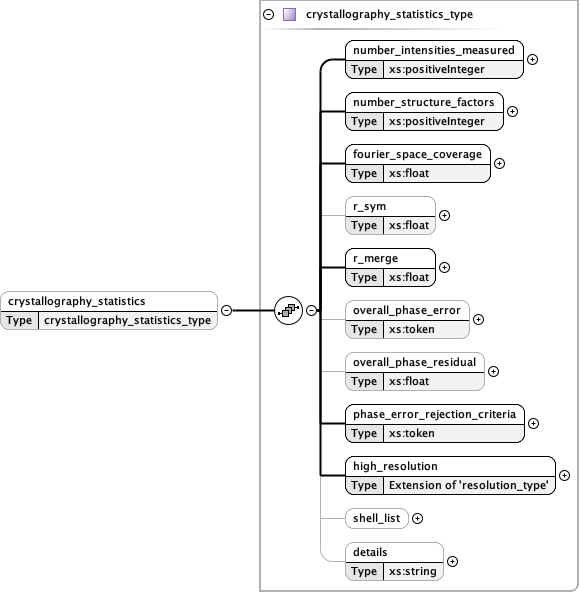 crystallography_statistics_type
number_intensities_measured
Type xs:positiveInteger
number_structure_factors
Type xs:positiveInteger
fourier_space_coverage
Type xs:float
r_sym
Type xs:float
r_merge
Type xs:float
crystallography_statistics
Type crystallography_statistics_type
overall_phase_error
Type xs:token
overall_phase_residual
Type xs:float
phase_error_rejection_criteria
Type xs:token
high_resolution
Type Extension of 'resolution_type'
shell_list
details
Type xs:string